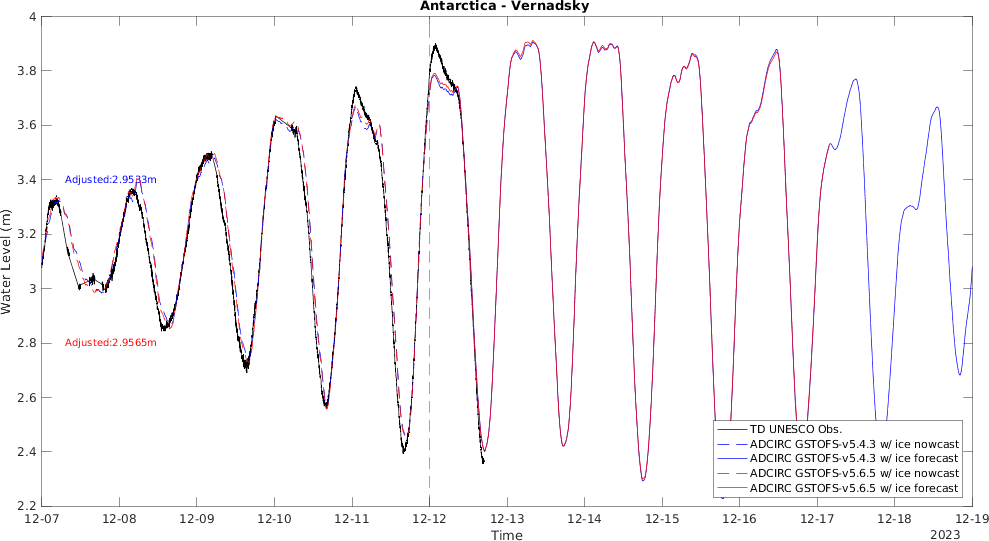 Antarctica - Vernadsky
4
3.8
3.6
3.4
3.2
3
2.8
2.6
2.4
2.2
Water Level (m)
Adjusted:2.9533m
Adjusted:2.9565m
TD UNESCO Obs.
ADCIRC GSTOFS-v5.4.3 w/ ice nowcast
ADCIRC GSTOFS-v5.4.3 w/ ice forecast
ADCIRC GSTOFS-v5.6.5 w/ ice nowcast
ADCIRC GSTOFS-v5.6.5 w/ ice forecast
12-07 12-08 12-09 12-10 12-11 12-12 12-13 12-14 12-15 12-16 12-17 12-18 12-19
Time
2023